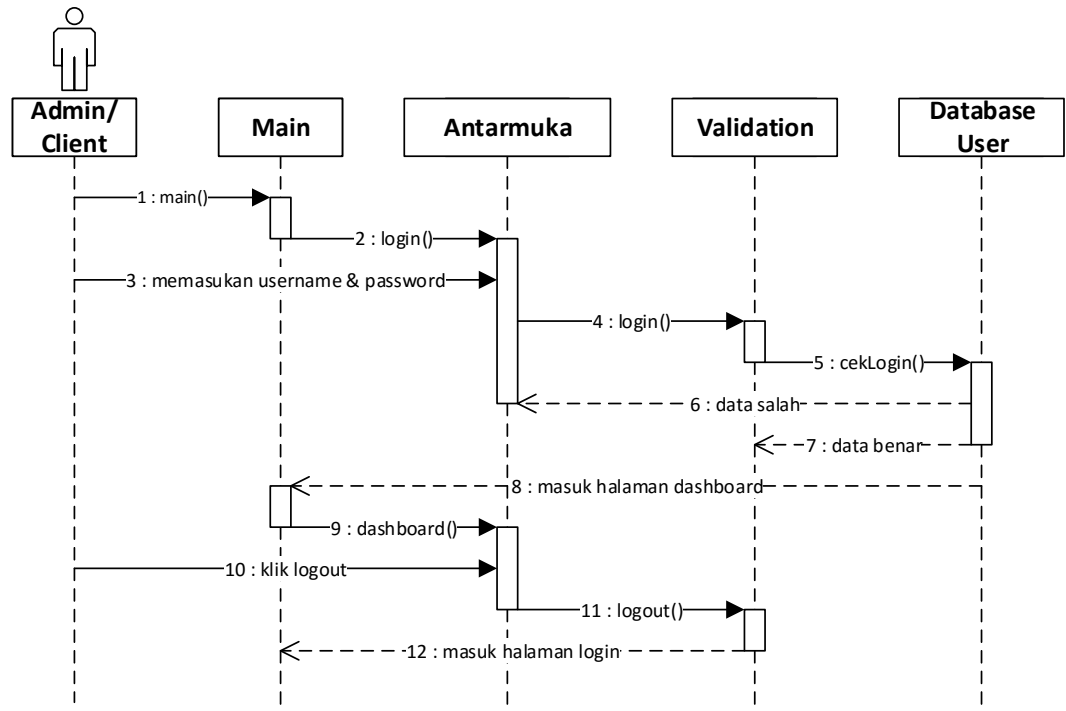 Admin/
Client
Main
Antarmuka
Validation
Database
User
1 : main()
2 : login()
3 : memasukan username & password
4 : login()
5 : cekLogin()
6 : data salah
7 : data benar
8 : masuk halaman dashboard
9 : dashboard()
10 : klik logout
11 : logout()
12 : masuk halaman login